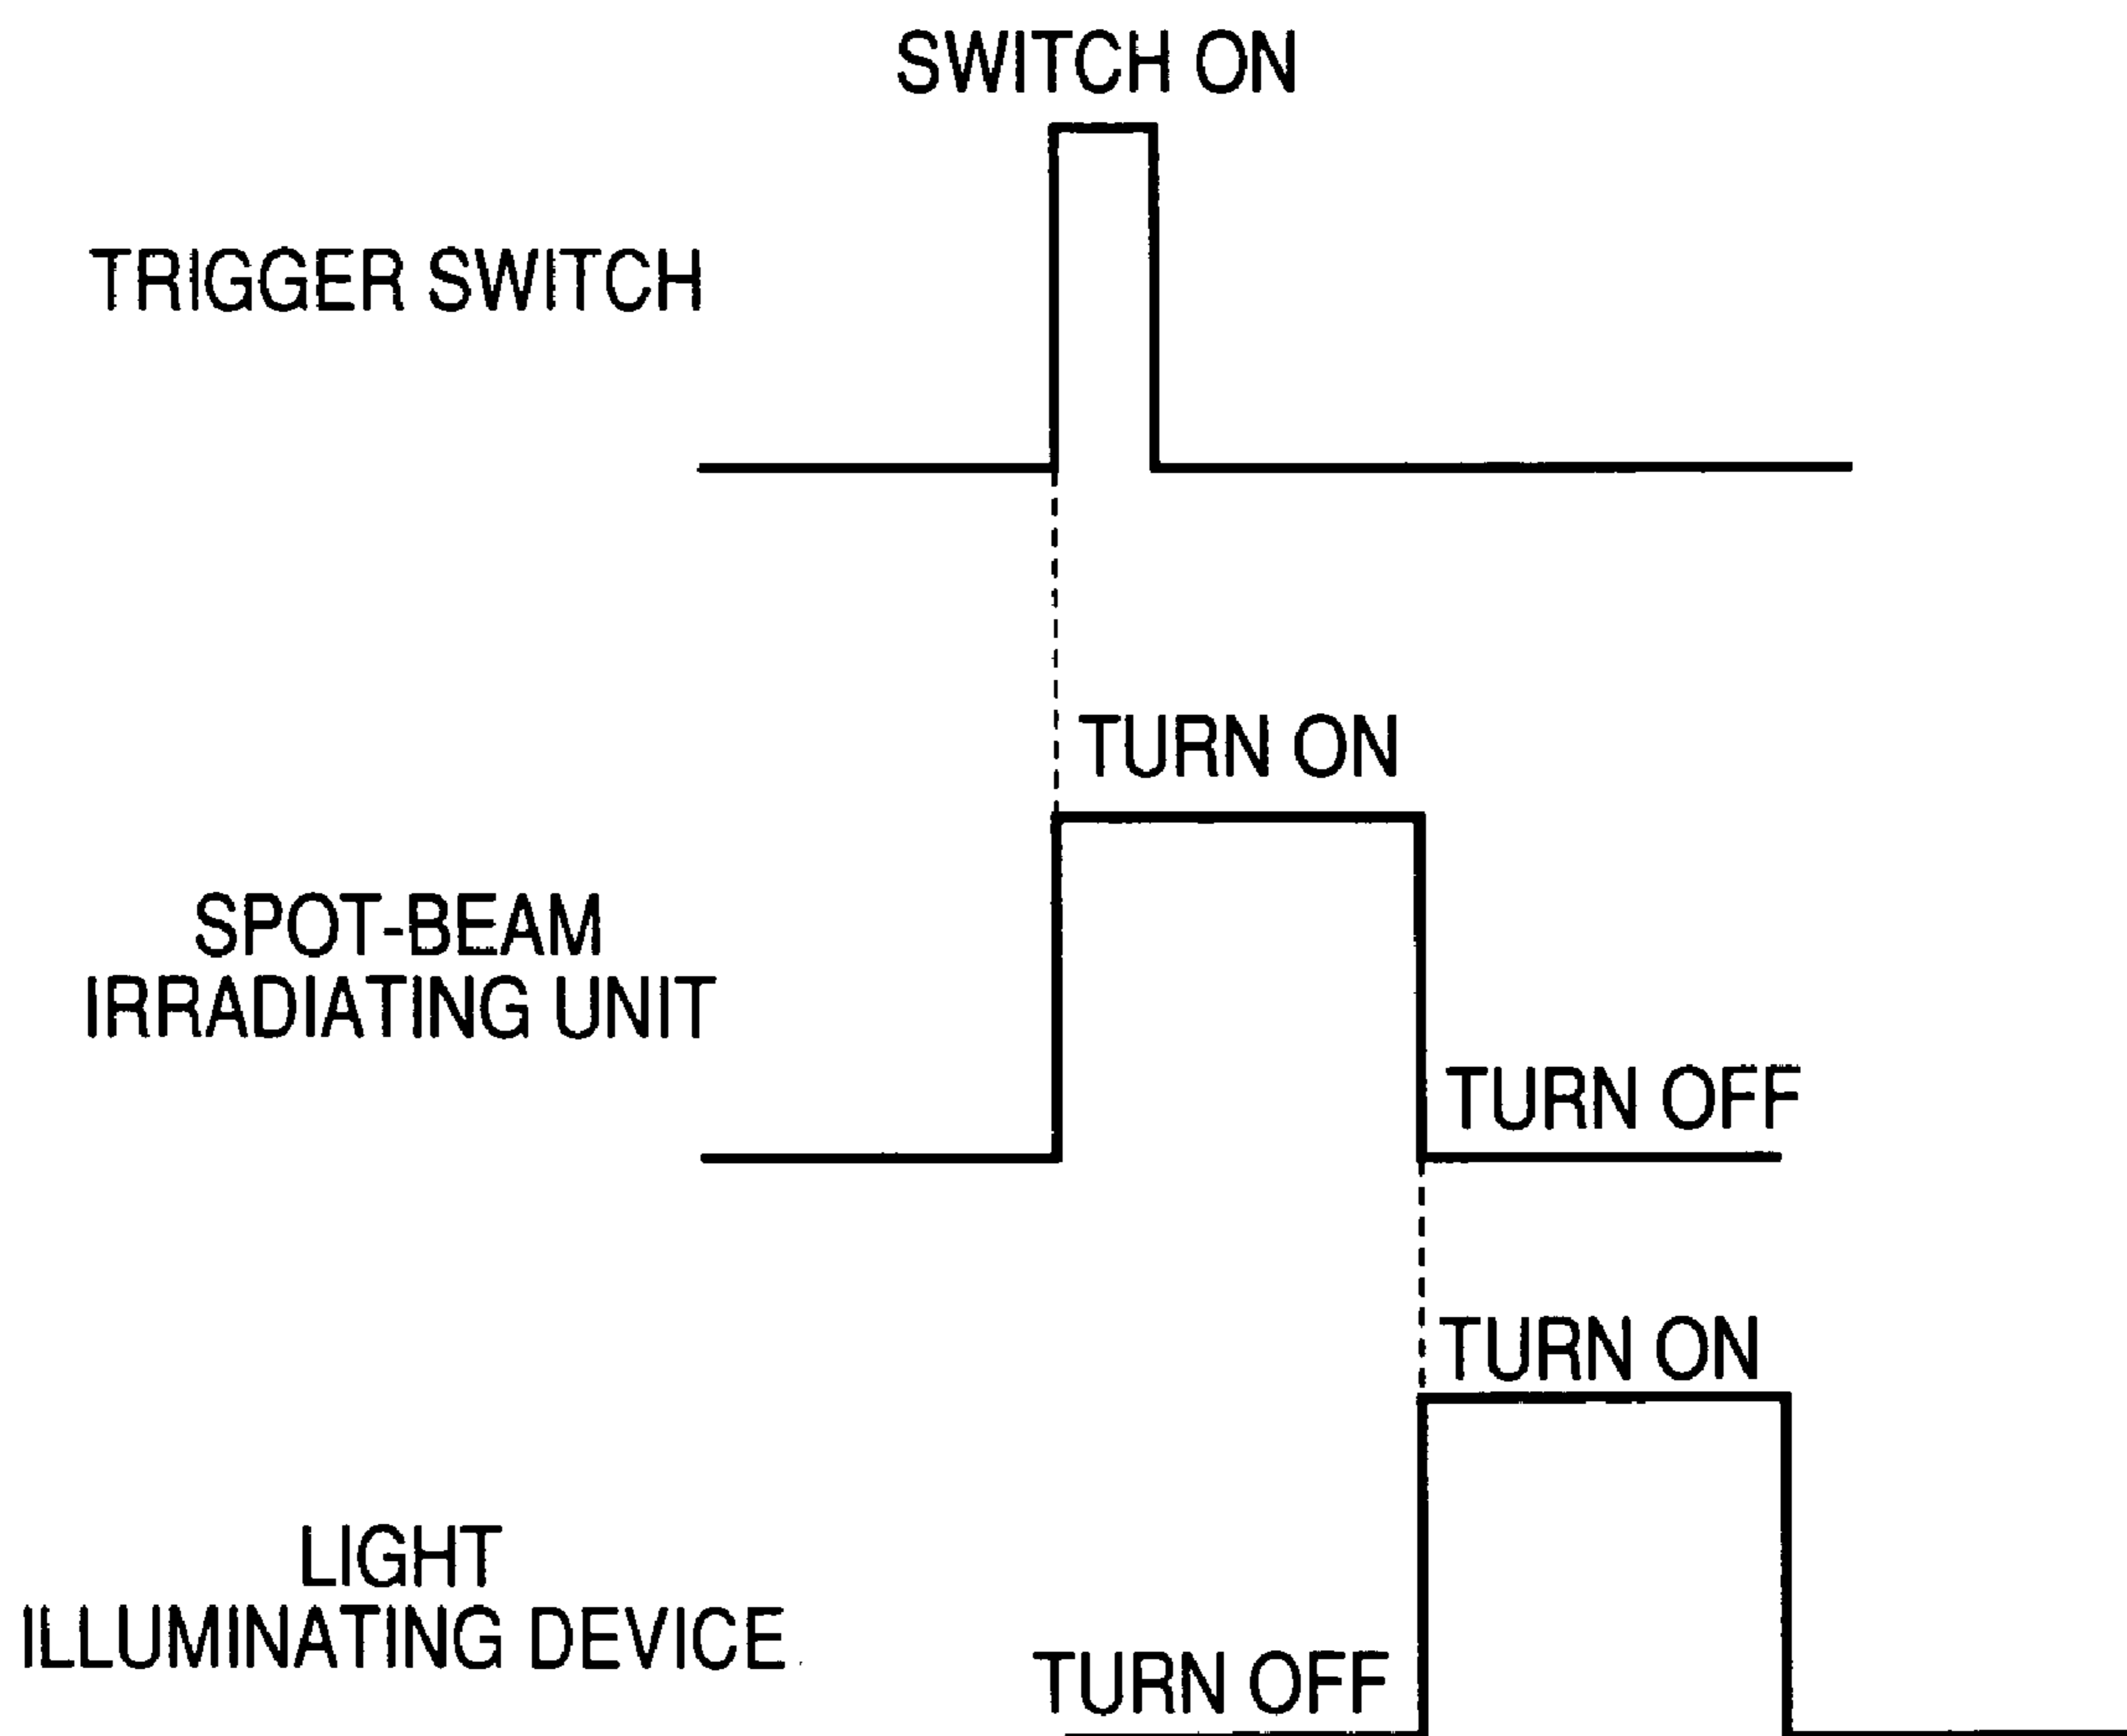 SWITCH ON
TRIGGER SWITCH
TURN ON
SPOT-BEAM
IRRADIATING UNIT
TURN OFF
TURN ON
LIGHT
ILLUMINATING DEVICE
TURN OFF